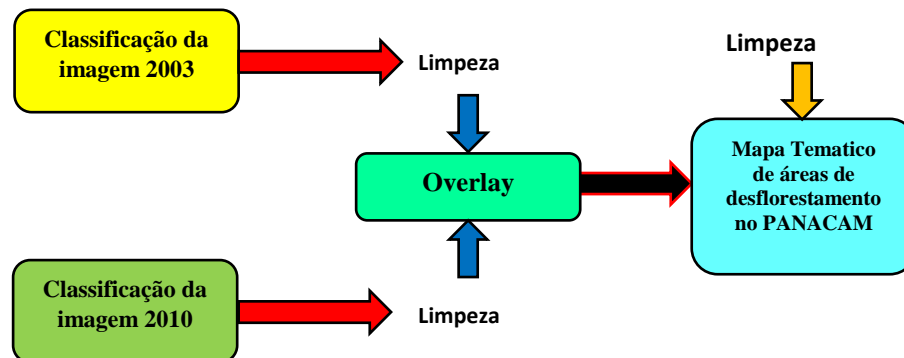 Classificação da
imagem 2003
Limpeza
Limpeza
Overlay
Mapa Tematico
de áreas de
desflorestamento
no PANACAM
Classificação da
imagem 2010
Limpeza